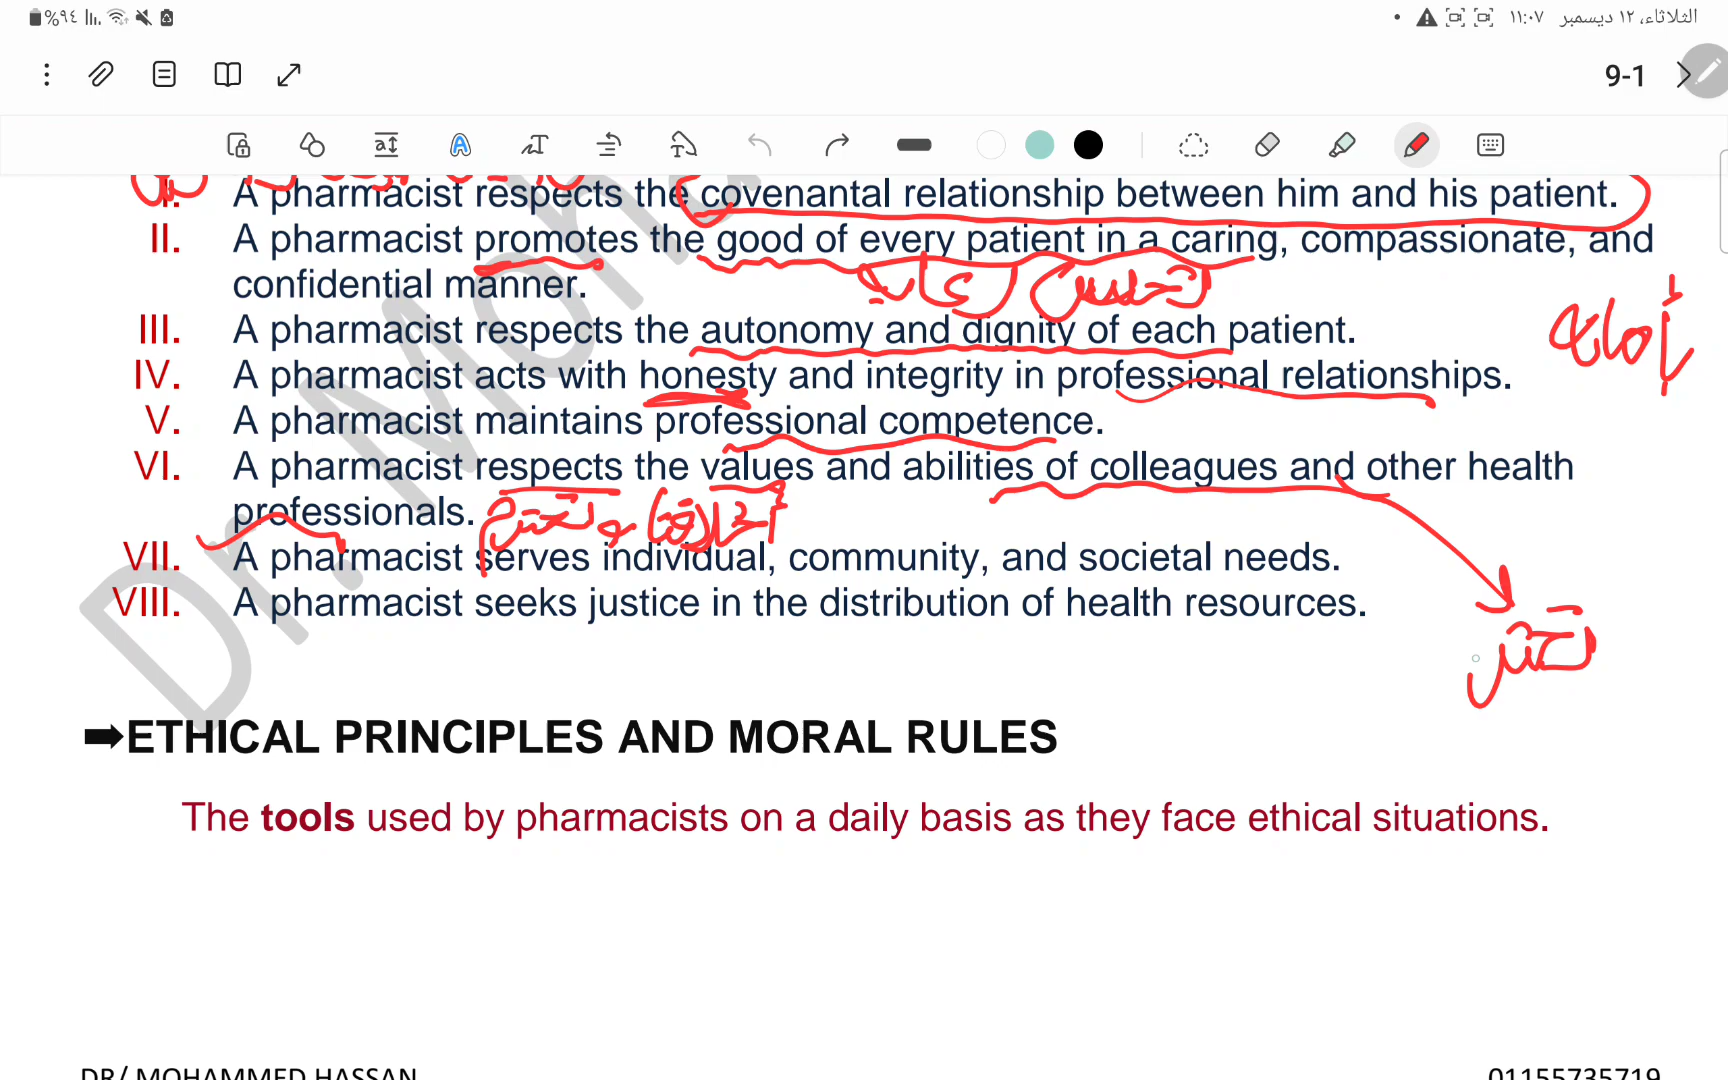 %٩٤
الثلاثاء، ١٢ ديسمبر ١١:٠٧
9-1
I. A pharmacist respects the covenantal relationship between him and his patient.
II. A pharmacist promotes the good of every patient in a caring, compassionate, and
confidential manner.
III. A pharmacist respects the autonomy and dignity of each patient.
IV. A pharmacist acts with honesty and integrity in professional relationships.
V. A pharmacist maintains professional competence.
VI. A pharmacist respects the values and abilities of colleagues and other health
professionals.
VII. A pharmacist serves individual, community, and societal needs.
VIII. A pharmacist seeks justice in the distribution of health resources.
➡ETHICAL PRINCIPLES AND MORAL RULES
The tools used by pharmacists on a daily basis as they face ethical situations.
DR/ MOHAMMED HASSAN 01155735719